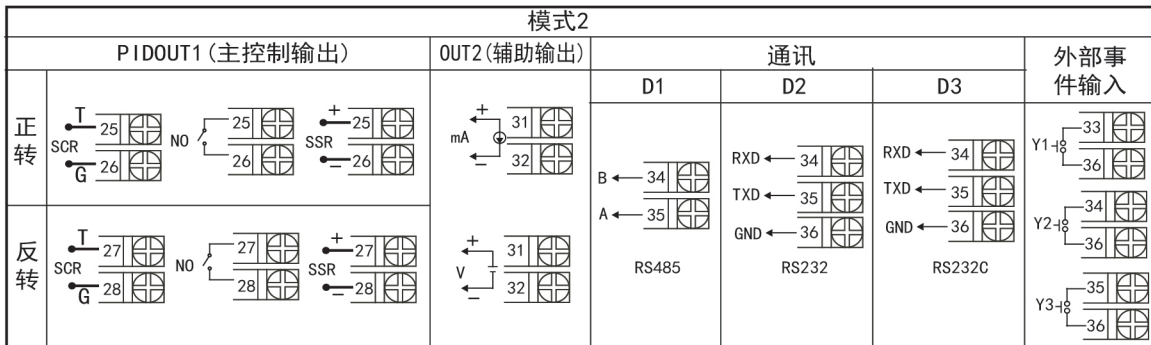 模式2
PIDOUT1(主控制输出)
OUT2(辅助输出)
通讯
外部事件输入
D1
D2
D3
正转
T
SCR
G
25
26
NO
25
26
+
SSR
−
25
26
+
mA
−
31
32
反转
T
SCR
G
27
28
NO
27
28
+
SSR
−
27
28
+
V
−
31
32
B
34
A
35
RS485
RXD
34
TXD
35
GND
36
RS232
RXD
34
TXD
35
GND
36
RS232C
Y1
33
36
Y2
34
36
Y3
35
36